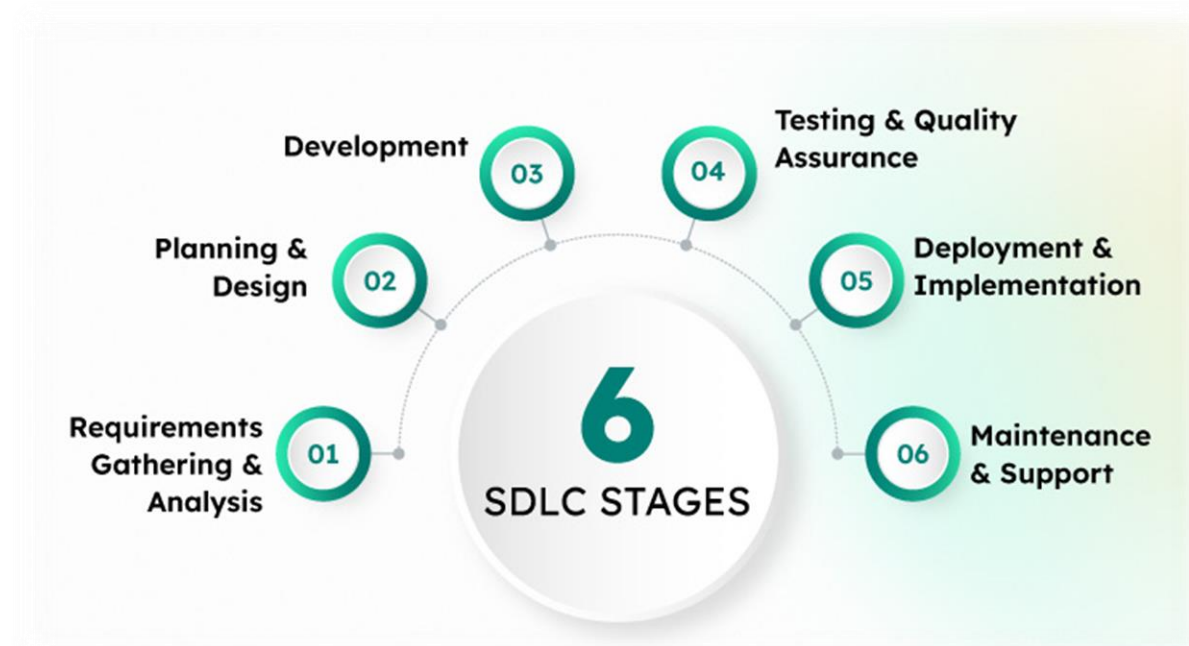 01
Requirements
Gathering &
Analysis
02
Planning &
Design
03
Development
04
Testing & Quality
Assurance
05
Deployment &
Implementation
06
Maintenance
& Support
6
SDLC STAGES